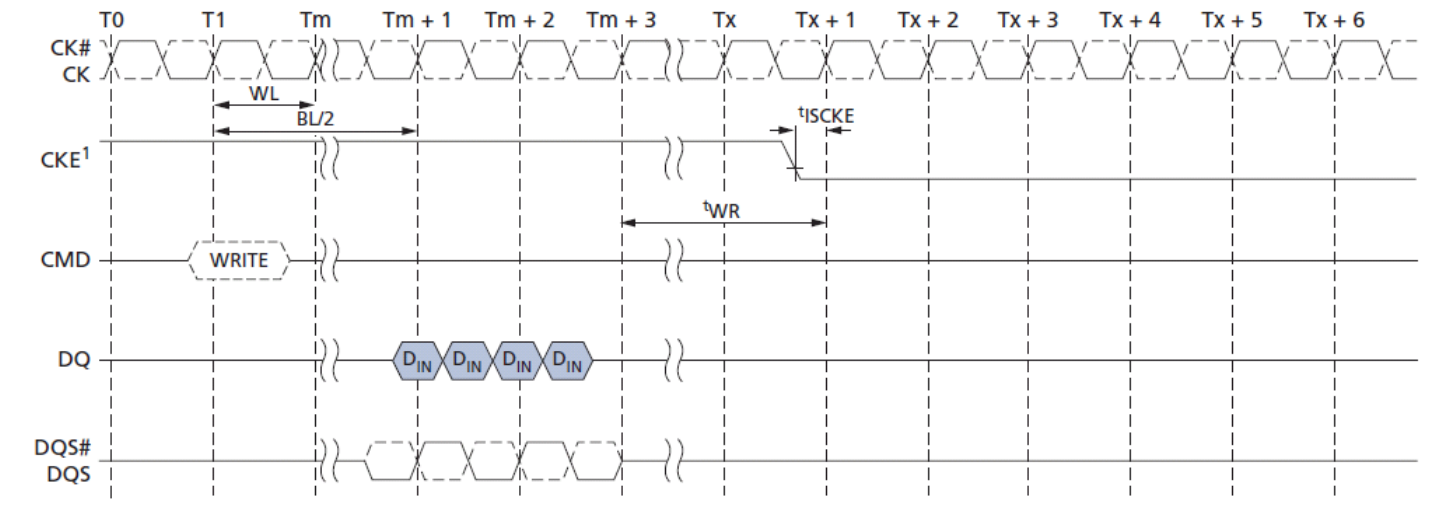 T0 T1 Tm Tm + 1 Tm + 2 Tm + 3 Tx Tx + 1 Tx + 2 Tx + 3 Tx + 4 Tx + 5 Tx + 6
CK#
CK
WL
BL/2
tISCKE
CKE1
tWR
CMD WRITE
DQ DIN DIN DIN DIN
DQS#
DQS